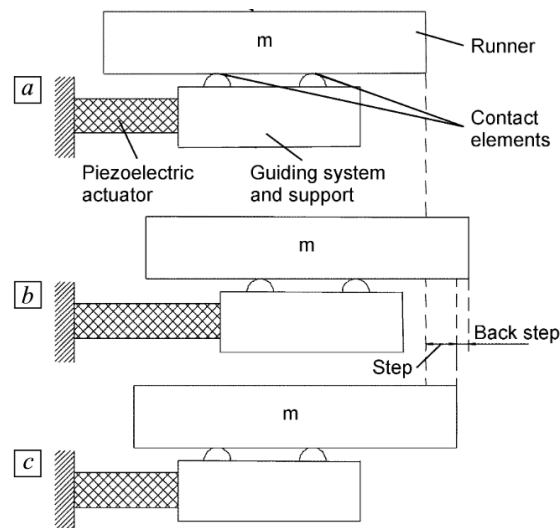 m
Runner
a
Contact
elements
Piezoelectric
actuator
Guiding system
and support
m
b
Back step
Step
m
c